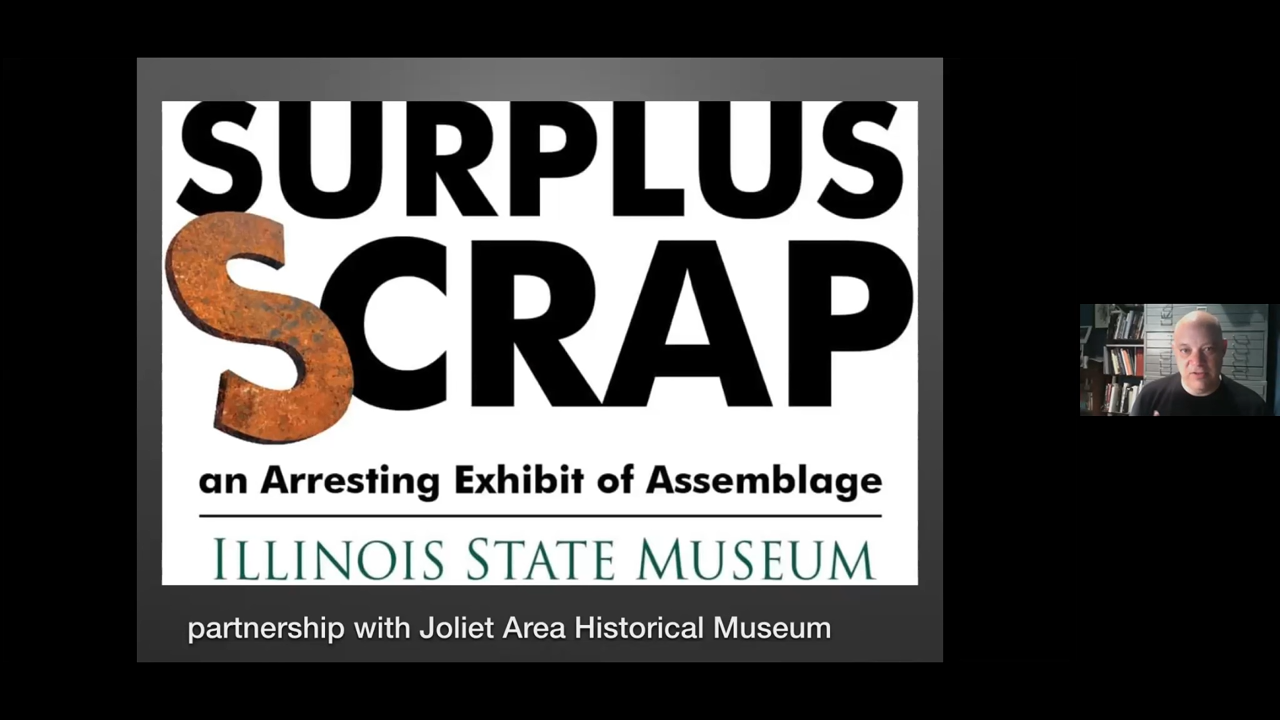 SURPLUS
SCRAP
an Arresting Exhibit of Assemblage
ILLINOIS STATE MUSEUM
partnership with Joliet Area Historical Museum